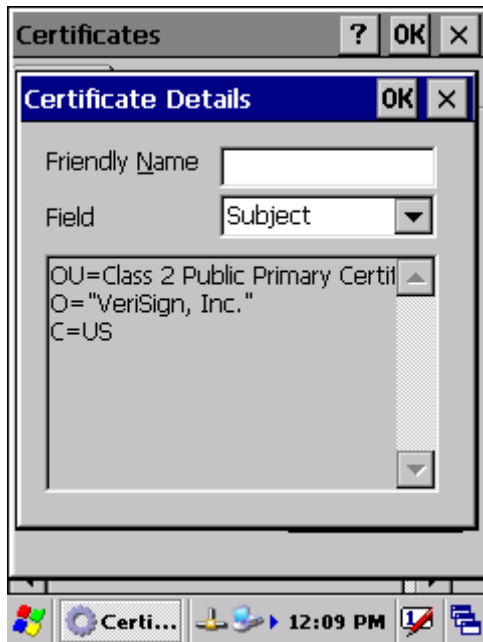 Certificates ? OK ×
Certificate Details OK ×
Friendly Name
Field Subject
OU=Class 2 Public Primary Certif
O="VeriSign, Inc."
C=US
Certi... 12:09 PM